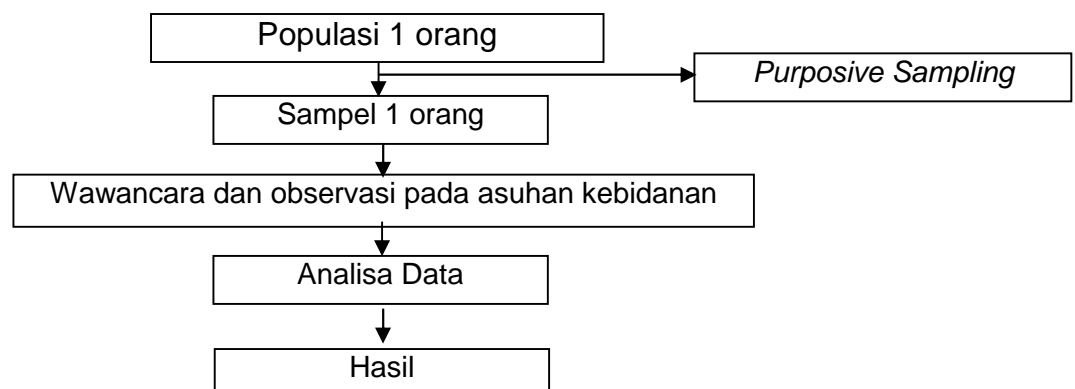 Populasi 1 orang
Purposive Sampling
Sampel 1 orang
Wawancara dan observasi pada asuhan kebidanan
Analisa Data
Hasil